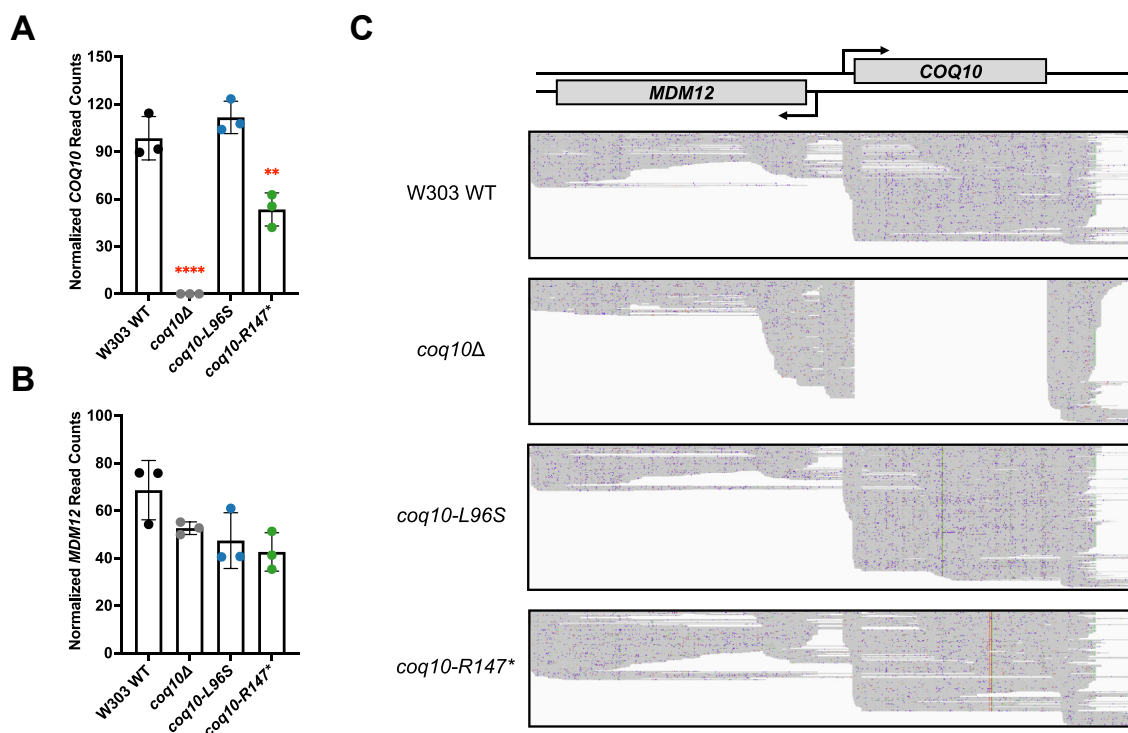 A
Normalized COQ10 Read Counts
150
120
90
60
30
0
****
**
W303 WT
coq10Δ
coq10-L96S
coq10-R147*
B
Normalized MDM12 Read Counts
100
80
60
40
20
0
W303 WT
coq10Δ
coq10-L96S
coq10-R147*
C
COQ10
MDM12
W303 WT
coq10Δ
coq10-L96S
coq10-R147*